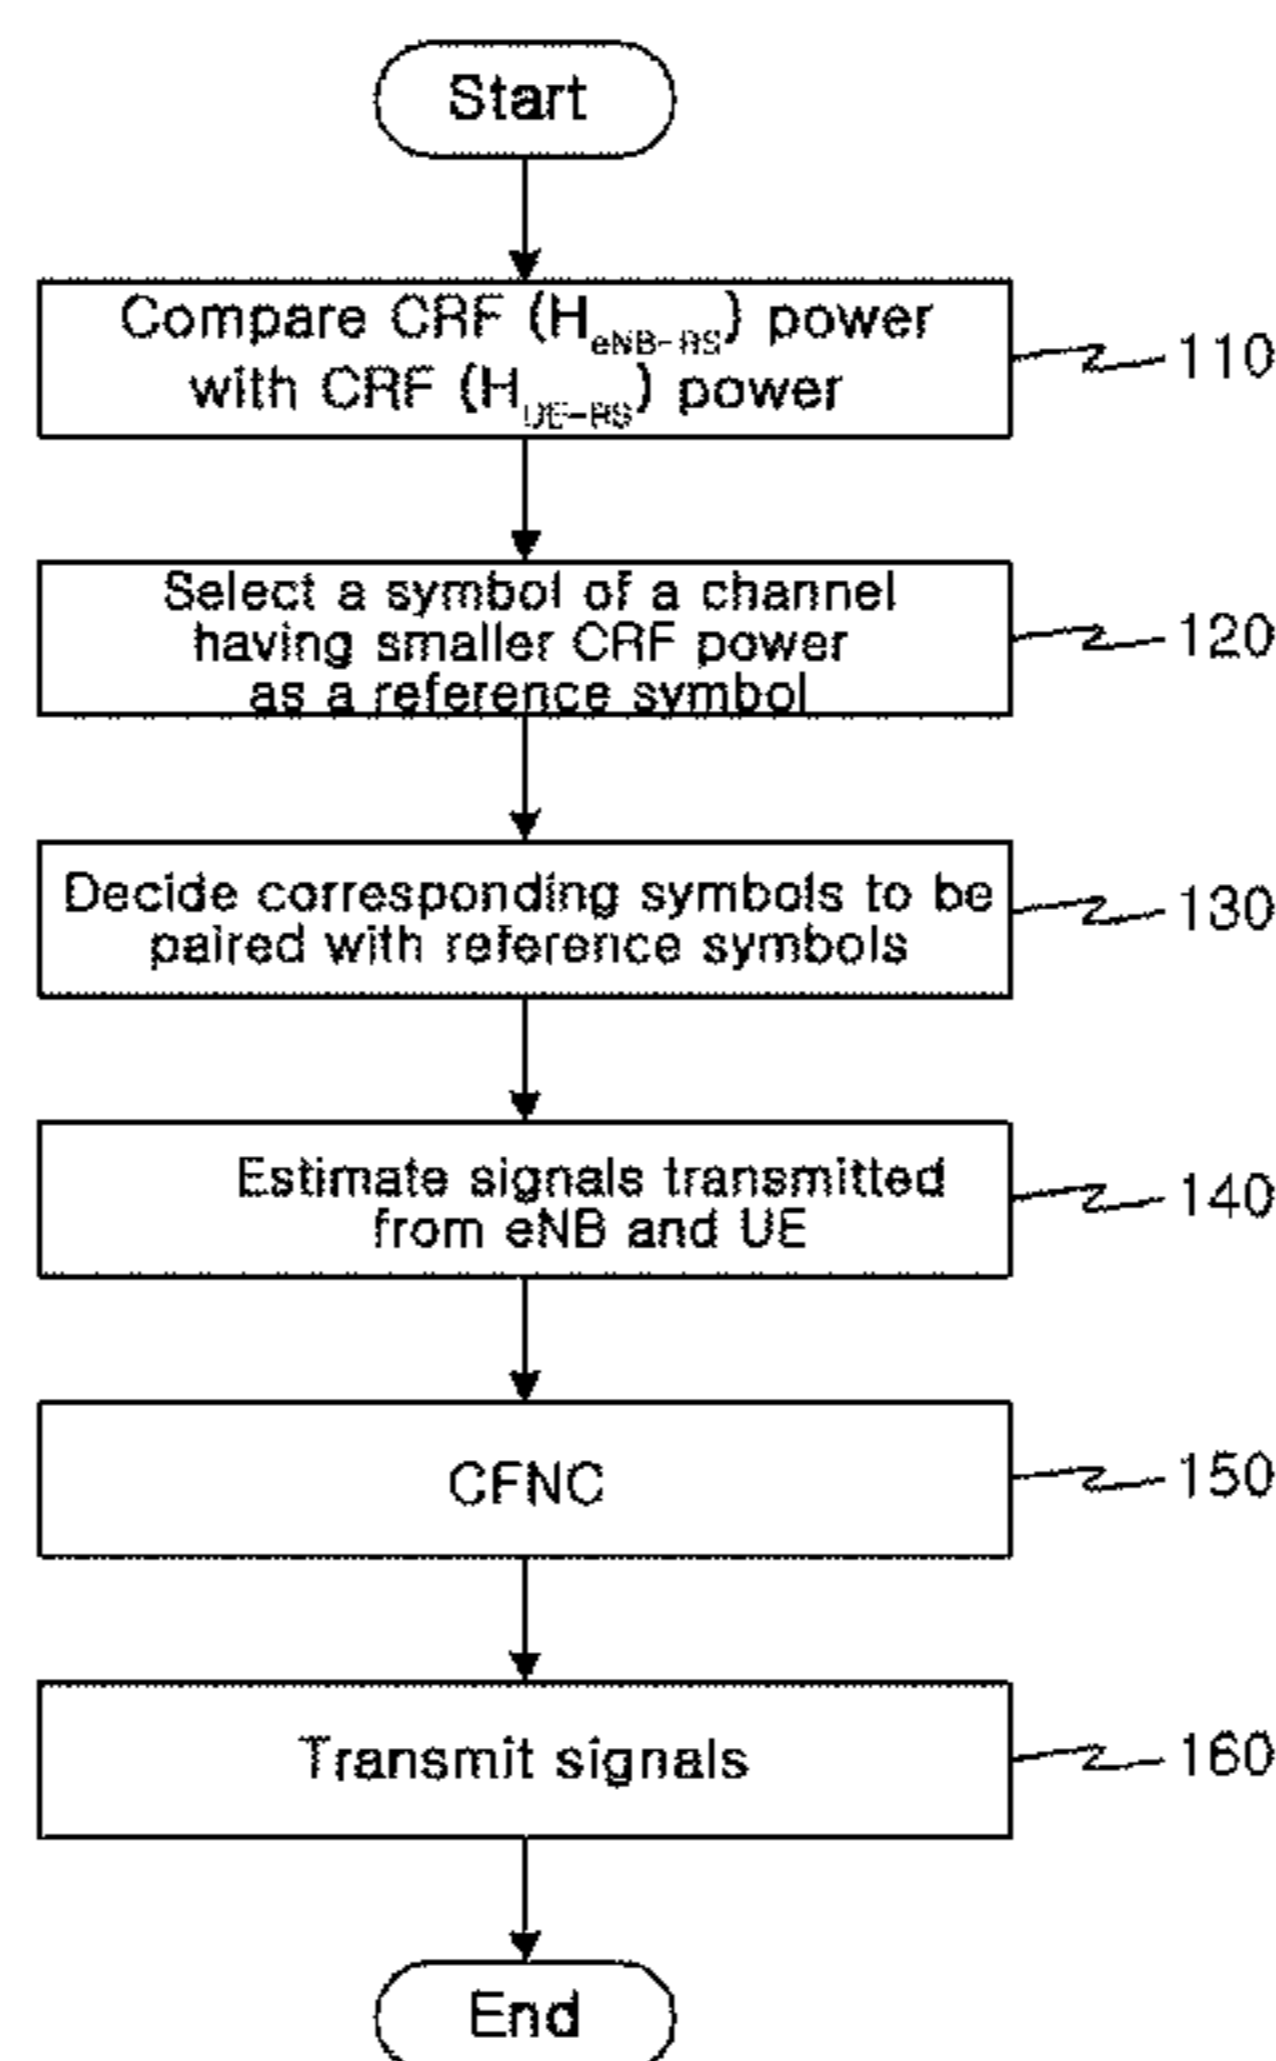 Start
Compare CRF (H eNB-RS) power
with CRF (H UE-RS) power
110
Select a symbol of a channel
having smaller CRF power
as a reference symbol
120
Decide corresponding symbols to be
paired with reference symbols
130
Estimate signals transmitted
from eNB and UE
140
CFNC
150
Transmit signals
160
End